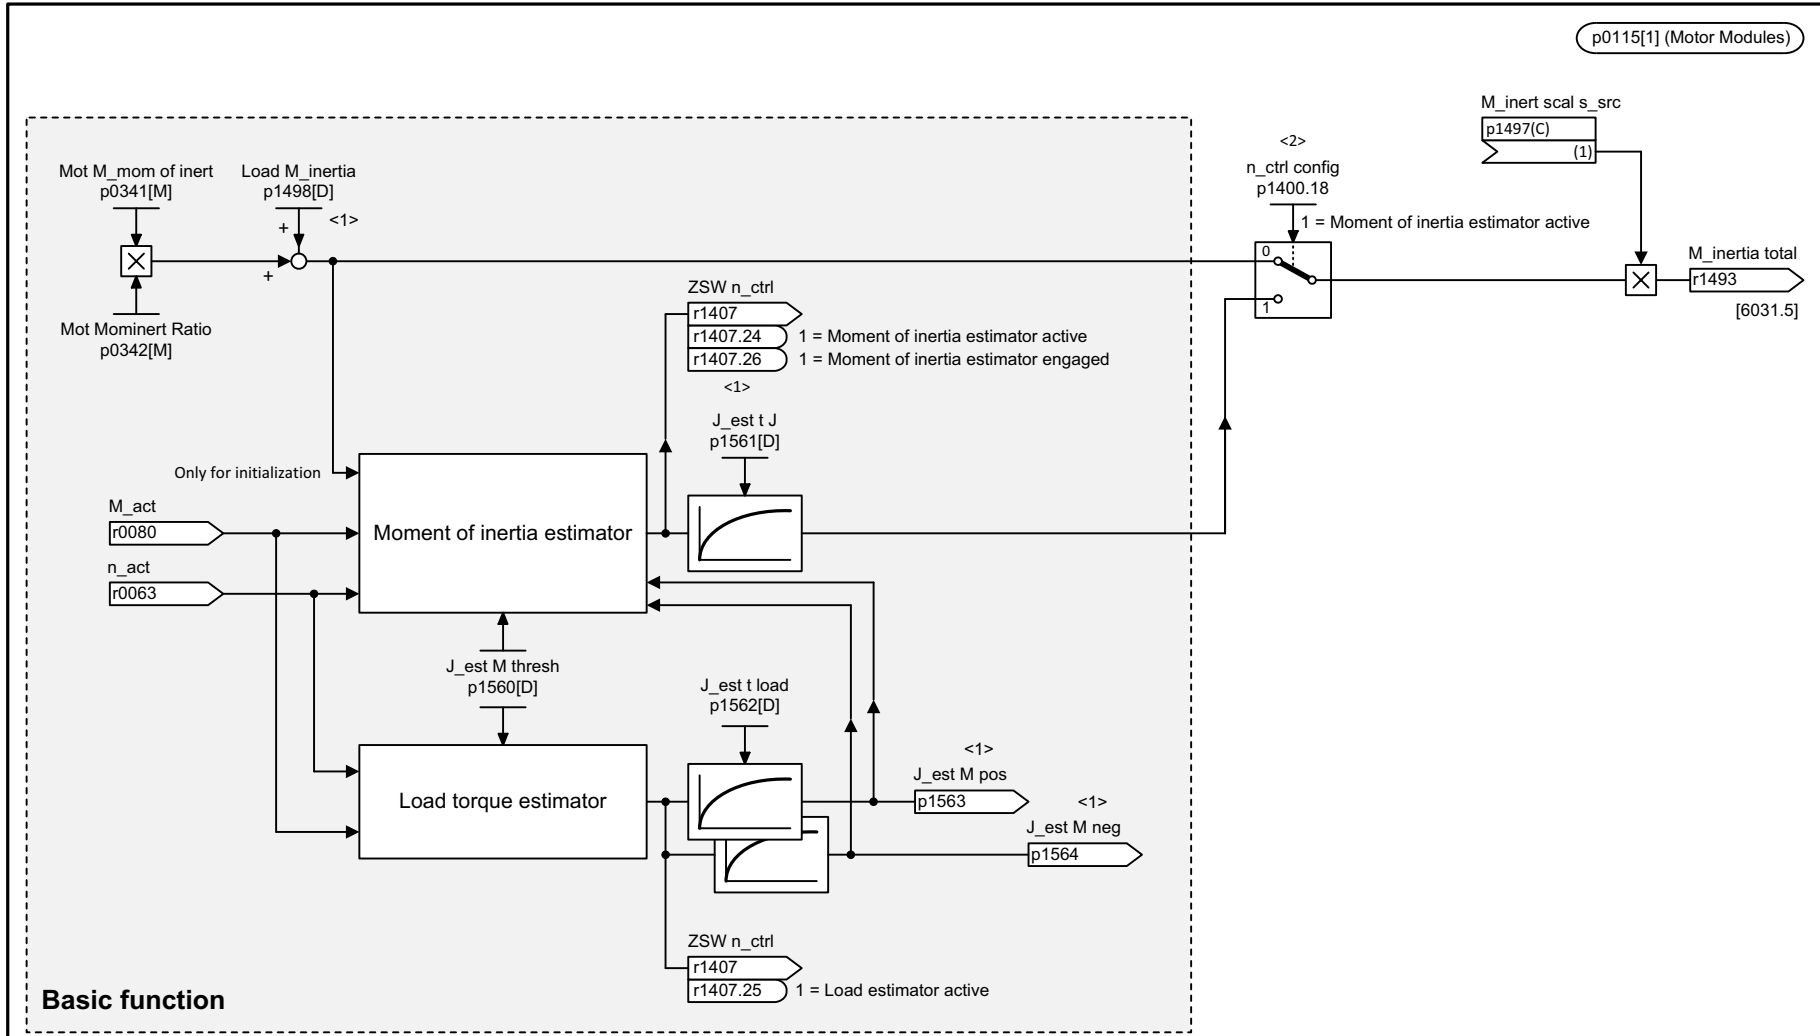 p0115[1] (Motor Modules)
M_inert scal s_src
p1497(C)
(1)
<2>
n_ctrl config
p1400.18
1 = Moment of inertia estimator active
0
1
M_inertia total
r1493
[6031.5]
Mot M_mom of inert
p0341[M]
Load M_inertia
p1498[D]
<1>
+
+
Mot Mominert Ratio
p0342[M]
ZSW n_ctrl
r1407
r1407.24
1 = Moment of inertia estimator active
r1407.26
1 = Moment of inertia estimator engaged
<1>
J_est t J
p1561[D]
Only for initialization
M_act
r0080
Moment of inertia estimator
n_act
r0063
J_est M thresh
p1560[D]
J_est t load
p1562[D]
Load torque estimator
<1>
J_est M pos
p1563
<1>
J_est M neg
p1564
ZSW n_ctrl
r1407
r1407.25
1 = Load estimator active
Basic function